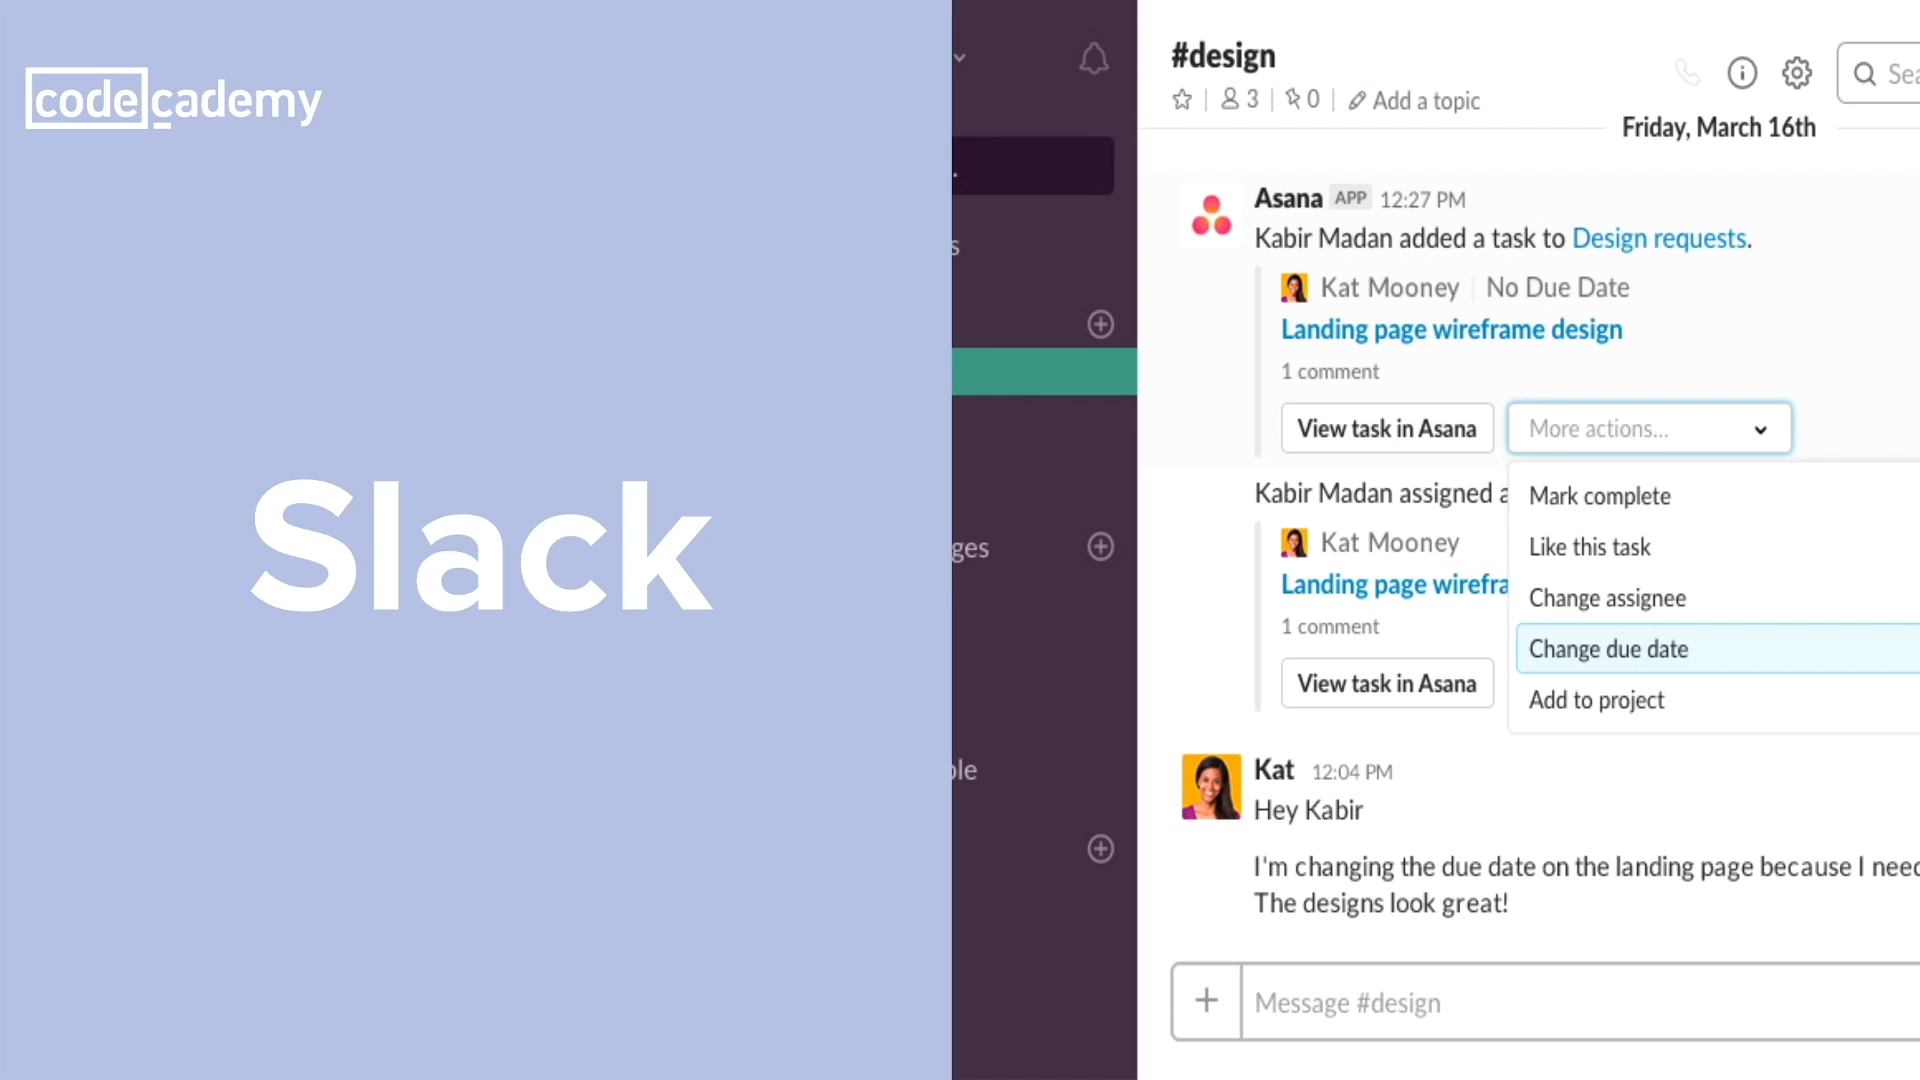 codecademy
Slack
#design
3
0
Add a topic
Friday, March 16th
Asana APP 12:27 PM
Kabir Madan added a task to Design requests.
Kat Mooney No Due Date
Landing page wireframe design
1 comment
View task in Asana
More actions...
Kabir Madan assigned
Mark complete
Like this task
Change assignee
Change due date
Add to project
Kat Mooney
Landing page
1 comment
View task in Asana
Kat 12:04 PM
Hey Kabir
I'm changing the due date on the landing page because I
The designs look great!
Message #design